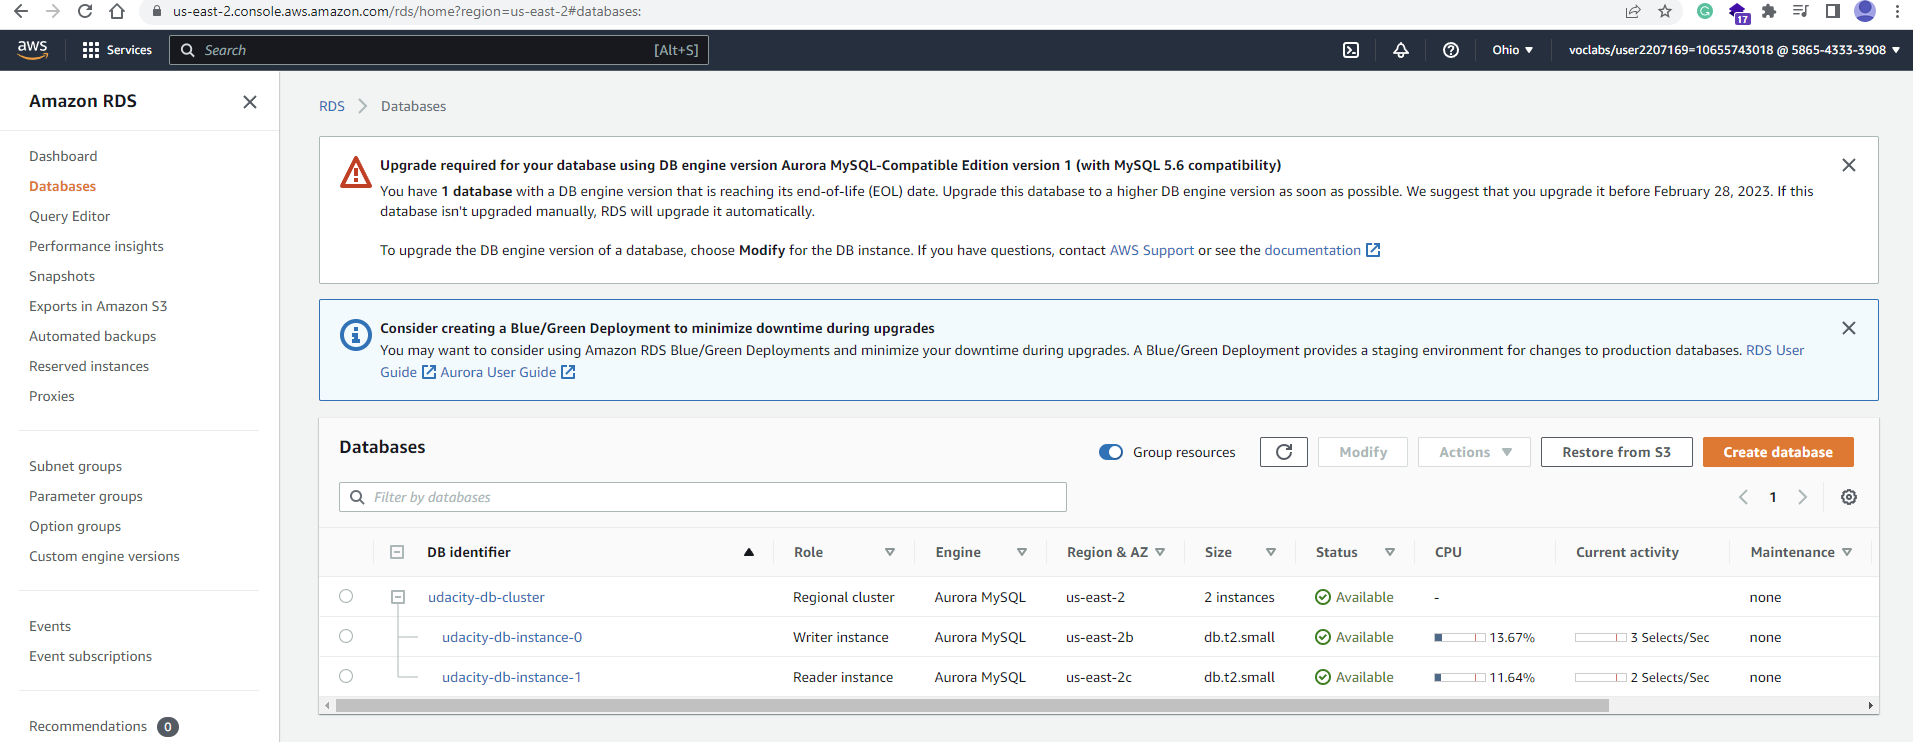 us-east-2.console.aws.amazon.com/rds/home?region=us-east-2#databases:
17
aws
Services
Search
[Alt+S]
Ohio
voclabs/user2207169=10655743018 @ 5865-4333-3908
Amazon RDS
Dashboard
Databases
Query Editor
Performance insights
Snapshots
Exports in Amazon S3
Automated backups
Reserved instances
Proxies
Subnet groups
Parameter groups
Option groups
Custom engine versions
Events
Event subscriptions
Recommendations 0
RDS > Databases
Upgrade required for your database using DB engine version Aurora MySQL-Compatible Edition version 1 (with MySQL 5.6 compatibility)
You have 1 database with a DB engine version that is reaching its end-of-life (EOL) date. Upgrade this database to a higher DB engine version as soon as possible. We suggest that you upgrade it before February 28, 2023. If this
database isn't upgraded manually, RDS will upgrade it automatically.
To upgrade the DB engine version of a database, choose Modify for the DB instance. If you have questions, contact AWS Support or see the documentation
Consider creating a Blue/Green Deployment to minimize downtime during upgrades
You may want to consider using Amazon RDS Blue/Green Deployments and minimize your downtime during upgrades. A Blue/Green Deployment provides a staging environment for changes to production databases. RDS User
Guide Aurora User Guide
Databases
Group resources
Modify
Actions
Restore from S3
Create database
Filter by databases
1
DB identifier Role Engine Region & AZ Size Status CPU Current activity Maintenance
udacity-db-cluster Regional cluster Aurora MySQL us-east-2 2 instances Available - none
udacity-db-instance-0 Writer instance Aurora MySQL us-east-2b db.t2.small Available 13.67% 3 Selects/Sec none
udacity-db-instance-1 Reader instance Aurora MySQL us-east-2c db.t2.small Available 11.64% 2 Selects/Sec none